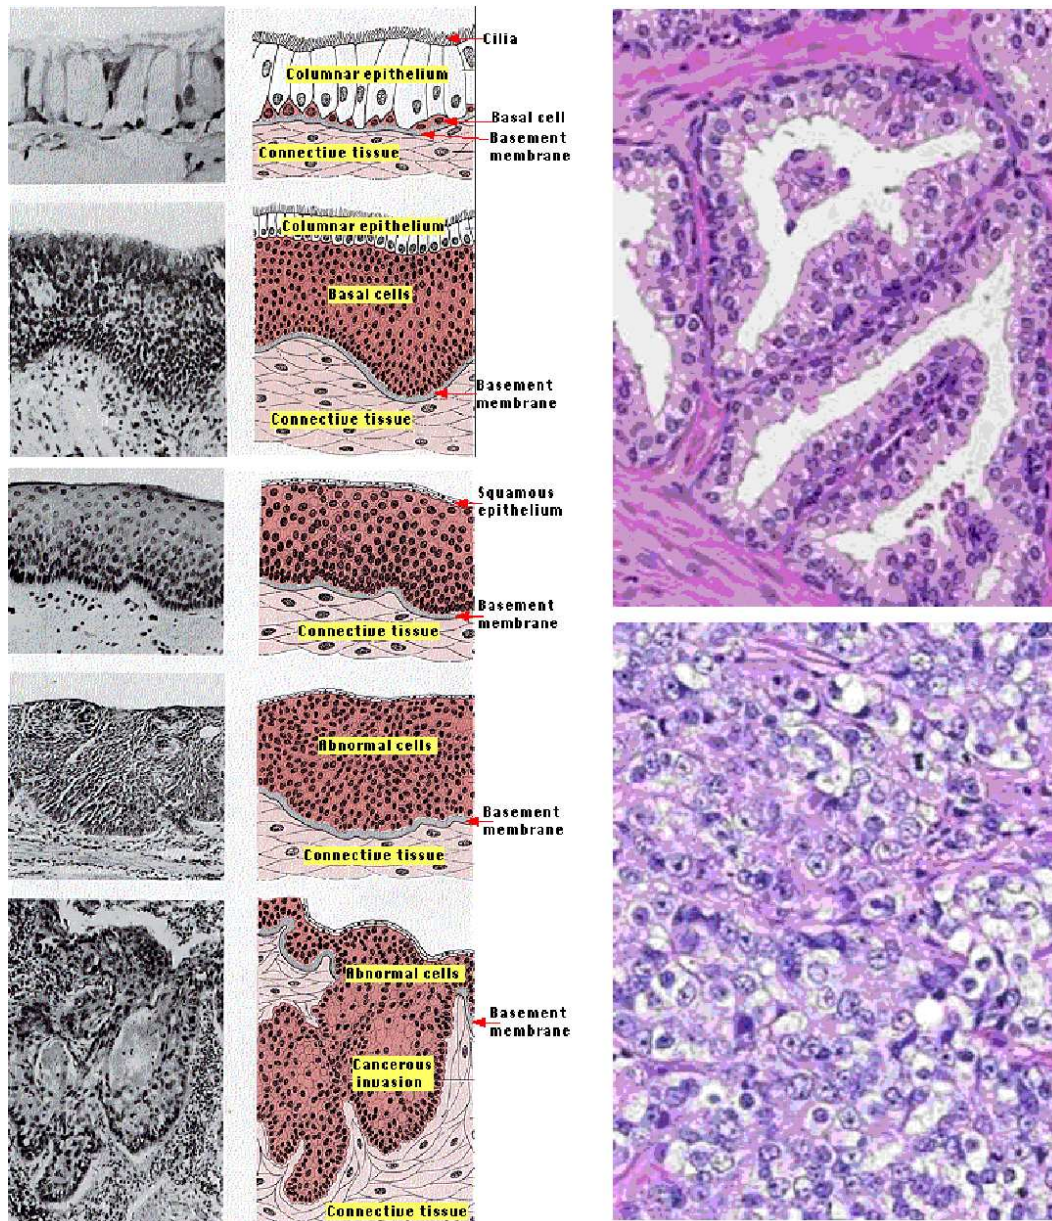 Cilia
Columnar epithelium
Basal cell
Basement
membrane
Connective tissue
Columnar epithelium
Basal cells
Basement
membrane
Connective tissue
Squamous
epithelium
Basement
membrane
Connective tissue
Abnormal cells
Basement
membrane
Connective tissue
Abnormal cells
Basement
membrane
Cancerous
invasion
Connective tissue